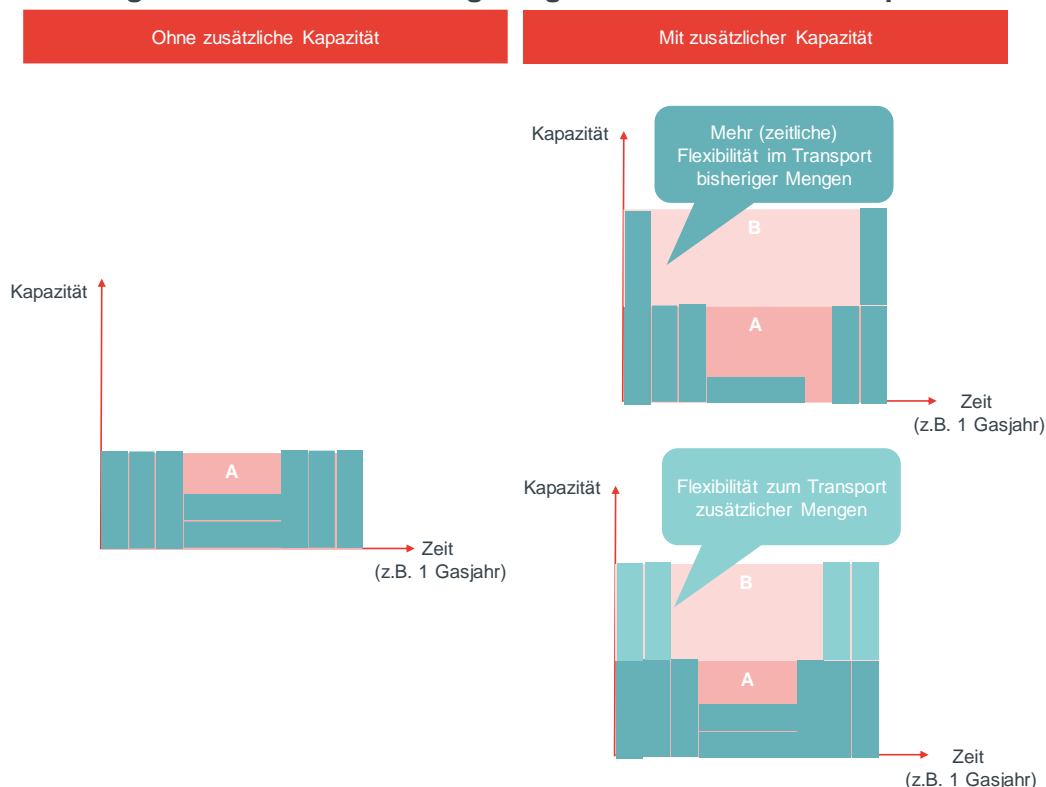 Ohne zusätzliche Kapazität
Mit zusätzlicher Kapazität
Kapazität
A
Zeit
(z.B. 1 Gasjahr)
Kapazität
Mehr (zeitliche)
Flexibilität im Transport
bisheriger Mengen
B
A
Zeit
(z.B. 1 Gasjahr)
Kapazität
Flexibilität zum Transport
zusätzlicher Mengen
B
A
Zeit
(z.B. 1 Gasjahr)